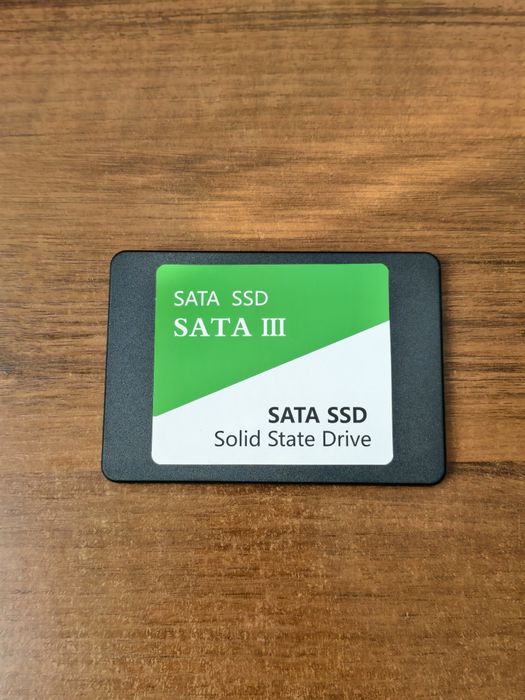 SATA SSD
SATA III
SATA SSD
Solid State Drive